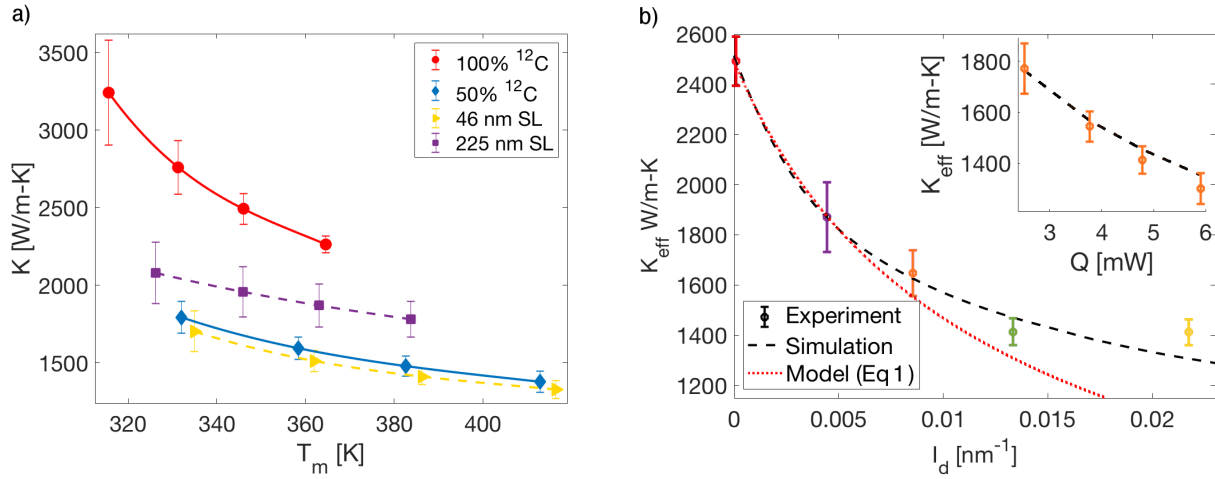 a)
3500
3000
2500
2000
1500
K [W/m-K]
320
340
360
380
400
T_m [K]
100% ¹²C
50% ¹²C
46 nm SL
225 nm SL
b)
2600
2400
2200
2000
1800
1600
1400
1200
K_eff W/m-K
0
0.005
0.01
0.015
0.02
I_d [nm⁻¹]
Experiment
Simulation
Model (Eq 1)
1800
1600
1400
K_eff [W/m-K]
3
4
5
6
Q [mW]